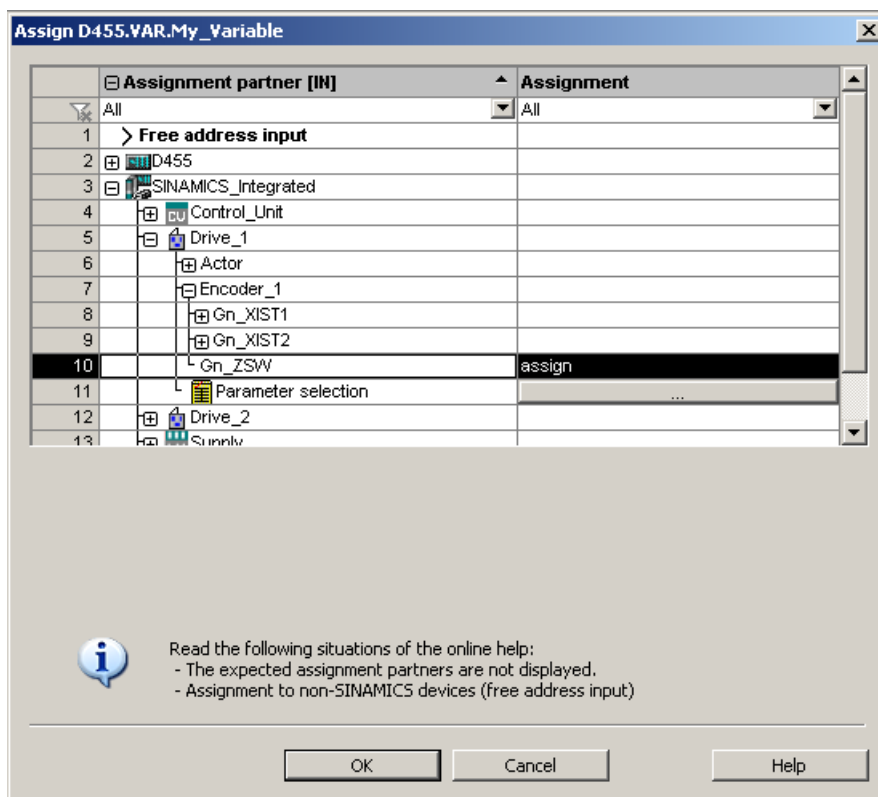 Assign D455.VAR.My_Variable
Assignment partner [IN] Assignment
All All
1 Free address input
2 D455
3 SINAMICS_Integrated
4 CU Control_Unit
5 Drive_1
6 Actor
7 Encoder_1
8 Gn_XIST1
9 Gn_XIST2
10 Gn_ZSW assign
11 Parameter selection ...
12 Drive_2
13 Supply
Read the following situations of the online help:
- The expected assignment partners are not displayed.
- Assignment to non-SINAMICS devices (free address input)
OK Cancel Help